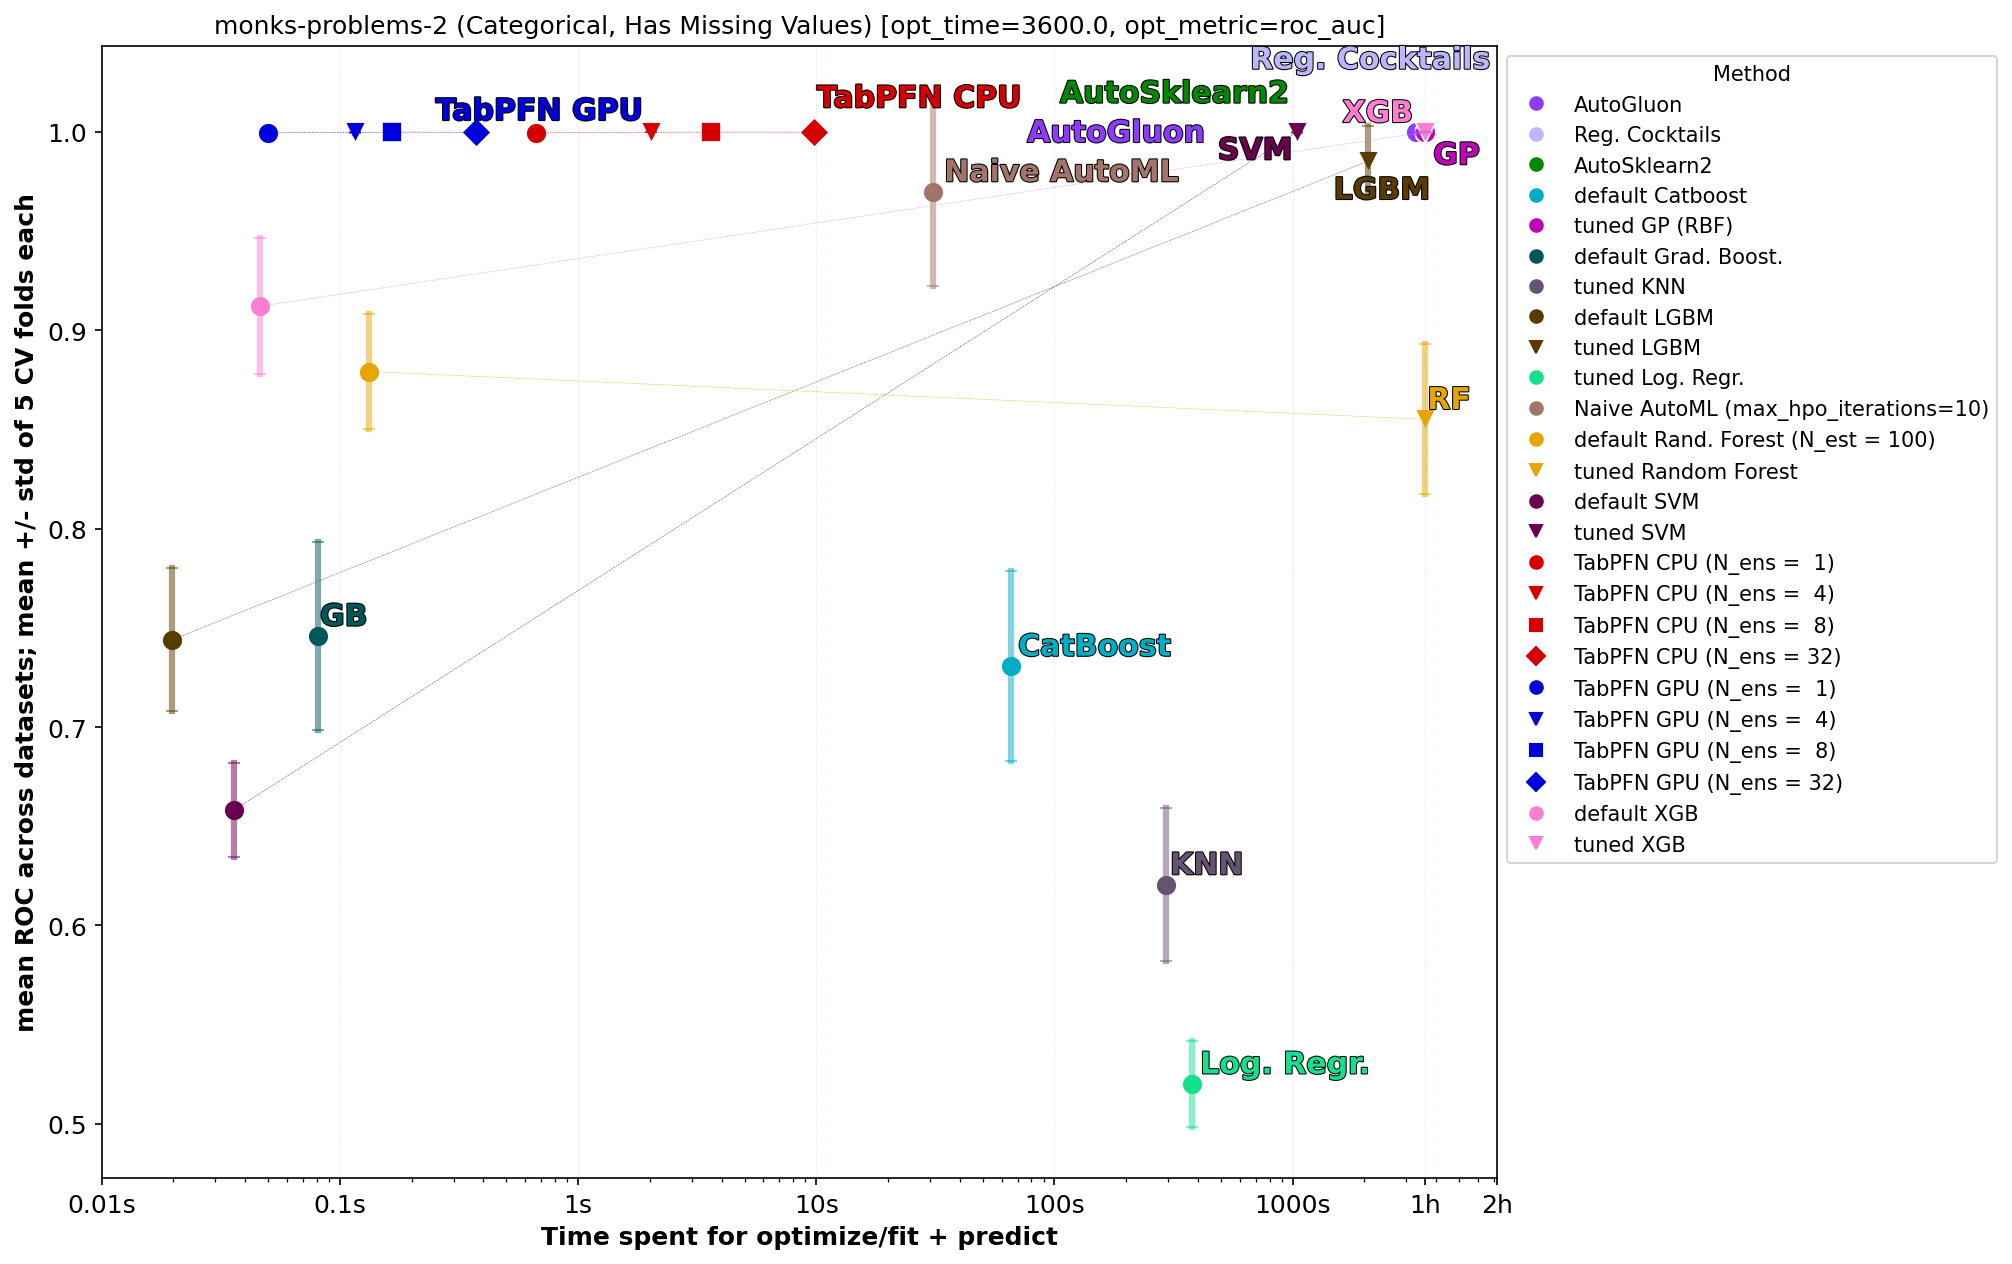 monks-problems-2 (Categorical, Has Missing Values) [opt_time=3600.0, opt_metric=roc_auc]
mean ROC across datasets; mean +/- std of 5 CV folds each
1.0
0.9
0.8
0.7
0.6
0.5
Reg. Cocktails
TabPFN GPU
TabPFN CPU
AutoSklearn2
XGB
AutoGluon
SVM
GP
Naive AutoML
LGBM
RF
GB
CatBoost
KNN
Log. Regr.
0.01s
0.1s
1s
10s
100s
1000s
1h
2h
Time spent for optimize/fit + predict
Method
AutoGluon
Reg. Cocktails
AutoSklearn2
default Catboost
tuned GP (RBF)
default Grad. Boost.
tuned KNN
default LGBM
tuned LGBM
tuned Log. Regr.
Naive AutoML (max_hpo_iterations=10)
default Rand. Forest (N_est = 100)
tuned Random Forest
default SVM
tuned SVM
TabPFN CPU (N_ens =  1)
TabPFN CPU (N_ens =  4)
TabPFN CPU (N_ens =  8)
TabPFN CPU (N_ens = 32)
TabPFN GPU (N_ens =  1)
TabPFN GPU (N_ens =  4)
TabPFN GPU (N_ens =  8)
TabPFN GPU (N_ens = 32)
default XGB
tuned XGB